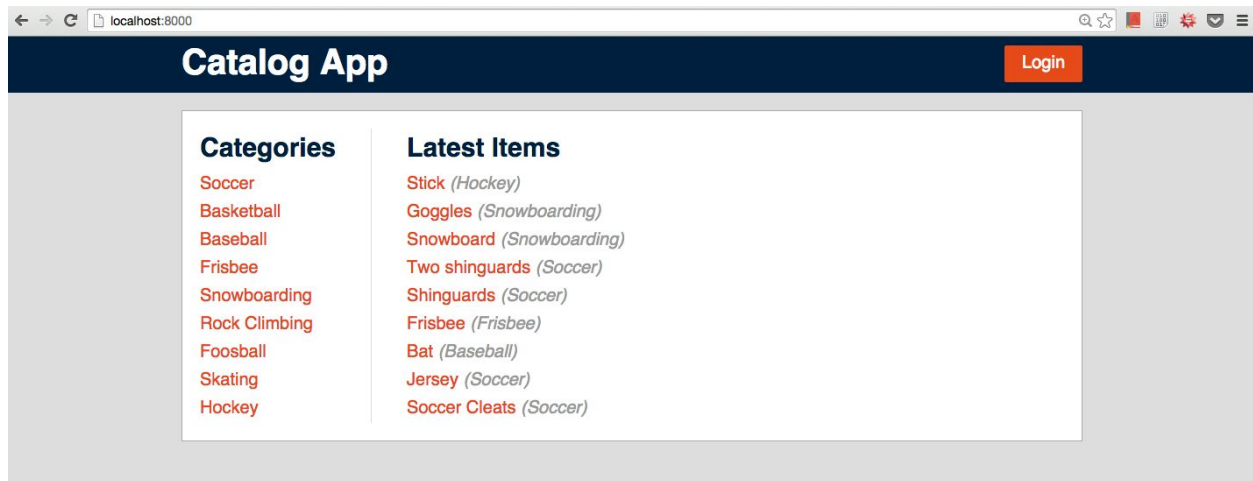 localhost:8000
Catalog App
Login
Categories
Soccer
Basketball
Baseball
Frisbee
Snowboarding
Rock Climbing
Foosball
Skating
Hockey
Latest Items
Stick (Hockey)
Goggles (Snowboarding)
Snowboard (Snowboarding)
Two shinguards (Soccer)
Shinguards (Soccer)
Frisbee (Frisbee)
Bat (Baseball)
Jersey (Soccer)
Soccer Cleats (Soccer)